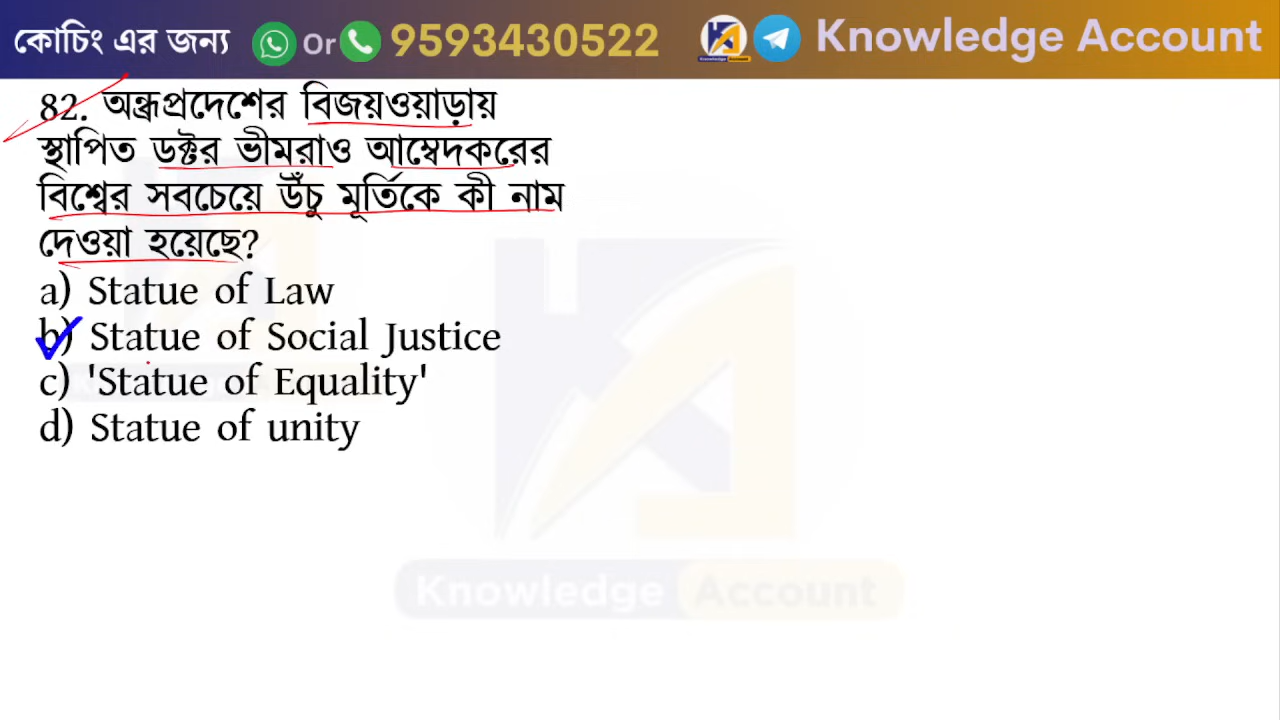 কোচিং এর জন্য Or 9593430522 Knowledge Account
82. অন্ধ্রপ্রদেশের বিজয়ওয়াড়ায়
স্থাপিত ডক্টর ভীমরাও আম্বেদকরের
বিশ্বের সবচেয়ে উঁচু মূর্তিকে কী নাম
দেওয়া হয়েছে?
a) Statue of Law
b) Statue of Social Justice
c) 'Statue of Equality'
d) Statue of unity
Knowledge Account